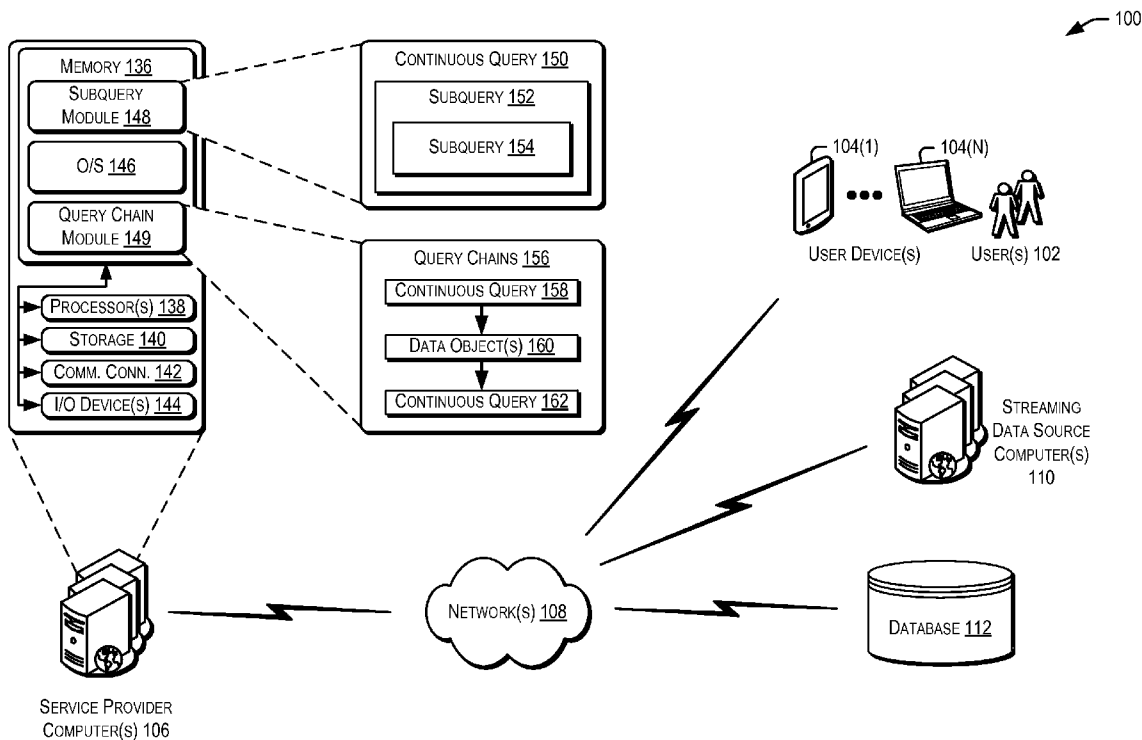 100
MEMORY 136
SUBQUERY
MODULE 148
O/S 146
QUERY CHAIN
MODULE 149
PROCESSOR(S) 138
STORAGE 140
COMM. CONN. 142
I/O DEVICE(S) 144
CONTINUOUS QUERY 150
SUBQUERY 152
SUBQUERY 154
QUERY CHAINS 156
CONTINUOUS QUERY 158
DATA OBJECT(S) 160
CONTINUOUS QUERY 162
104(1)
104(N)
USER DEVICE(S)
USER(S) 102
STREAMING
DATA SOURCE
COMPUTER(S)
110
NETWORK(S) 108
DATABASE 112
SERVICE PROVIDER
COMPUTER(S) 106